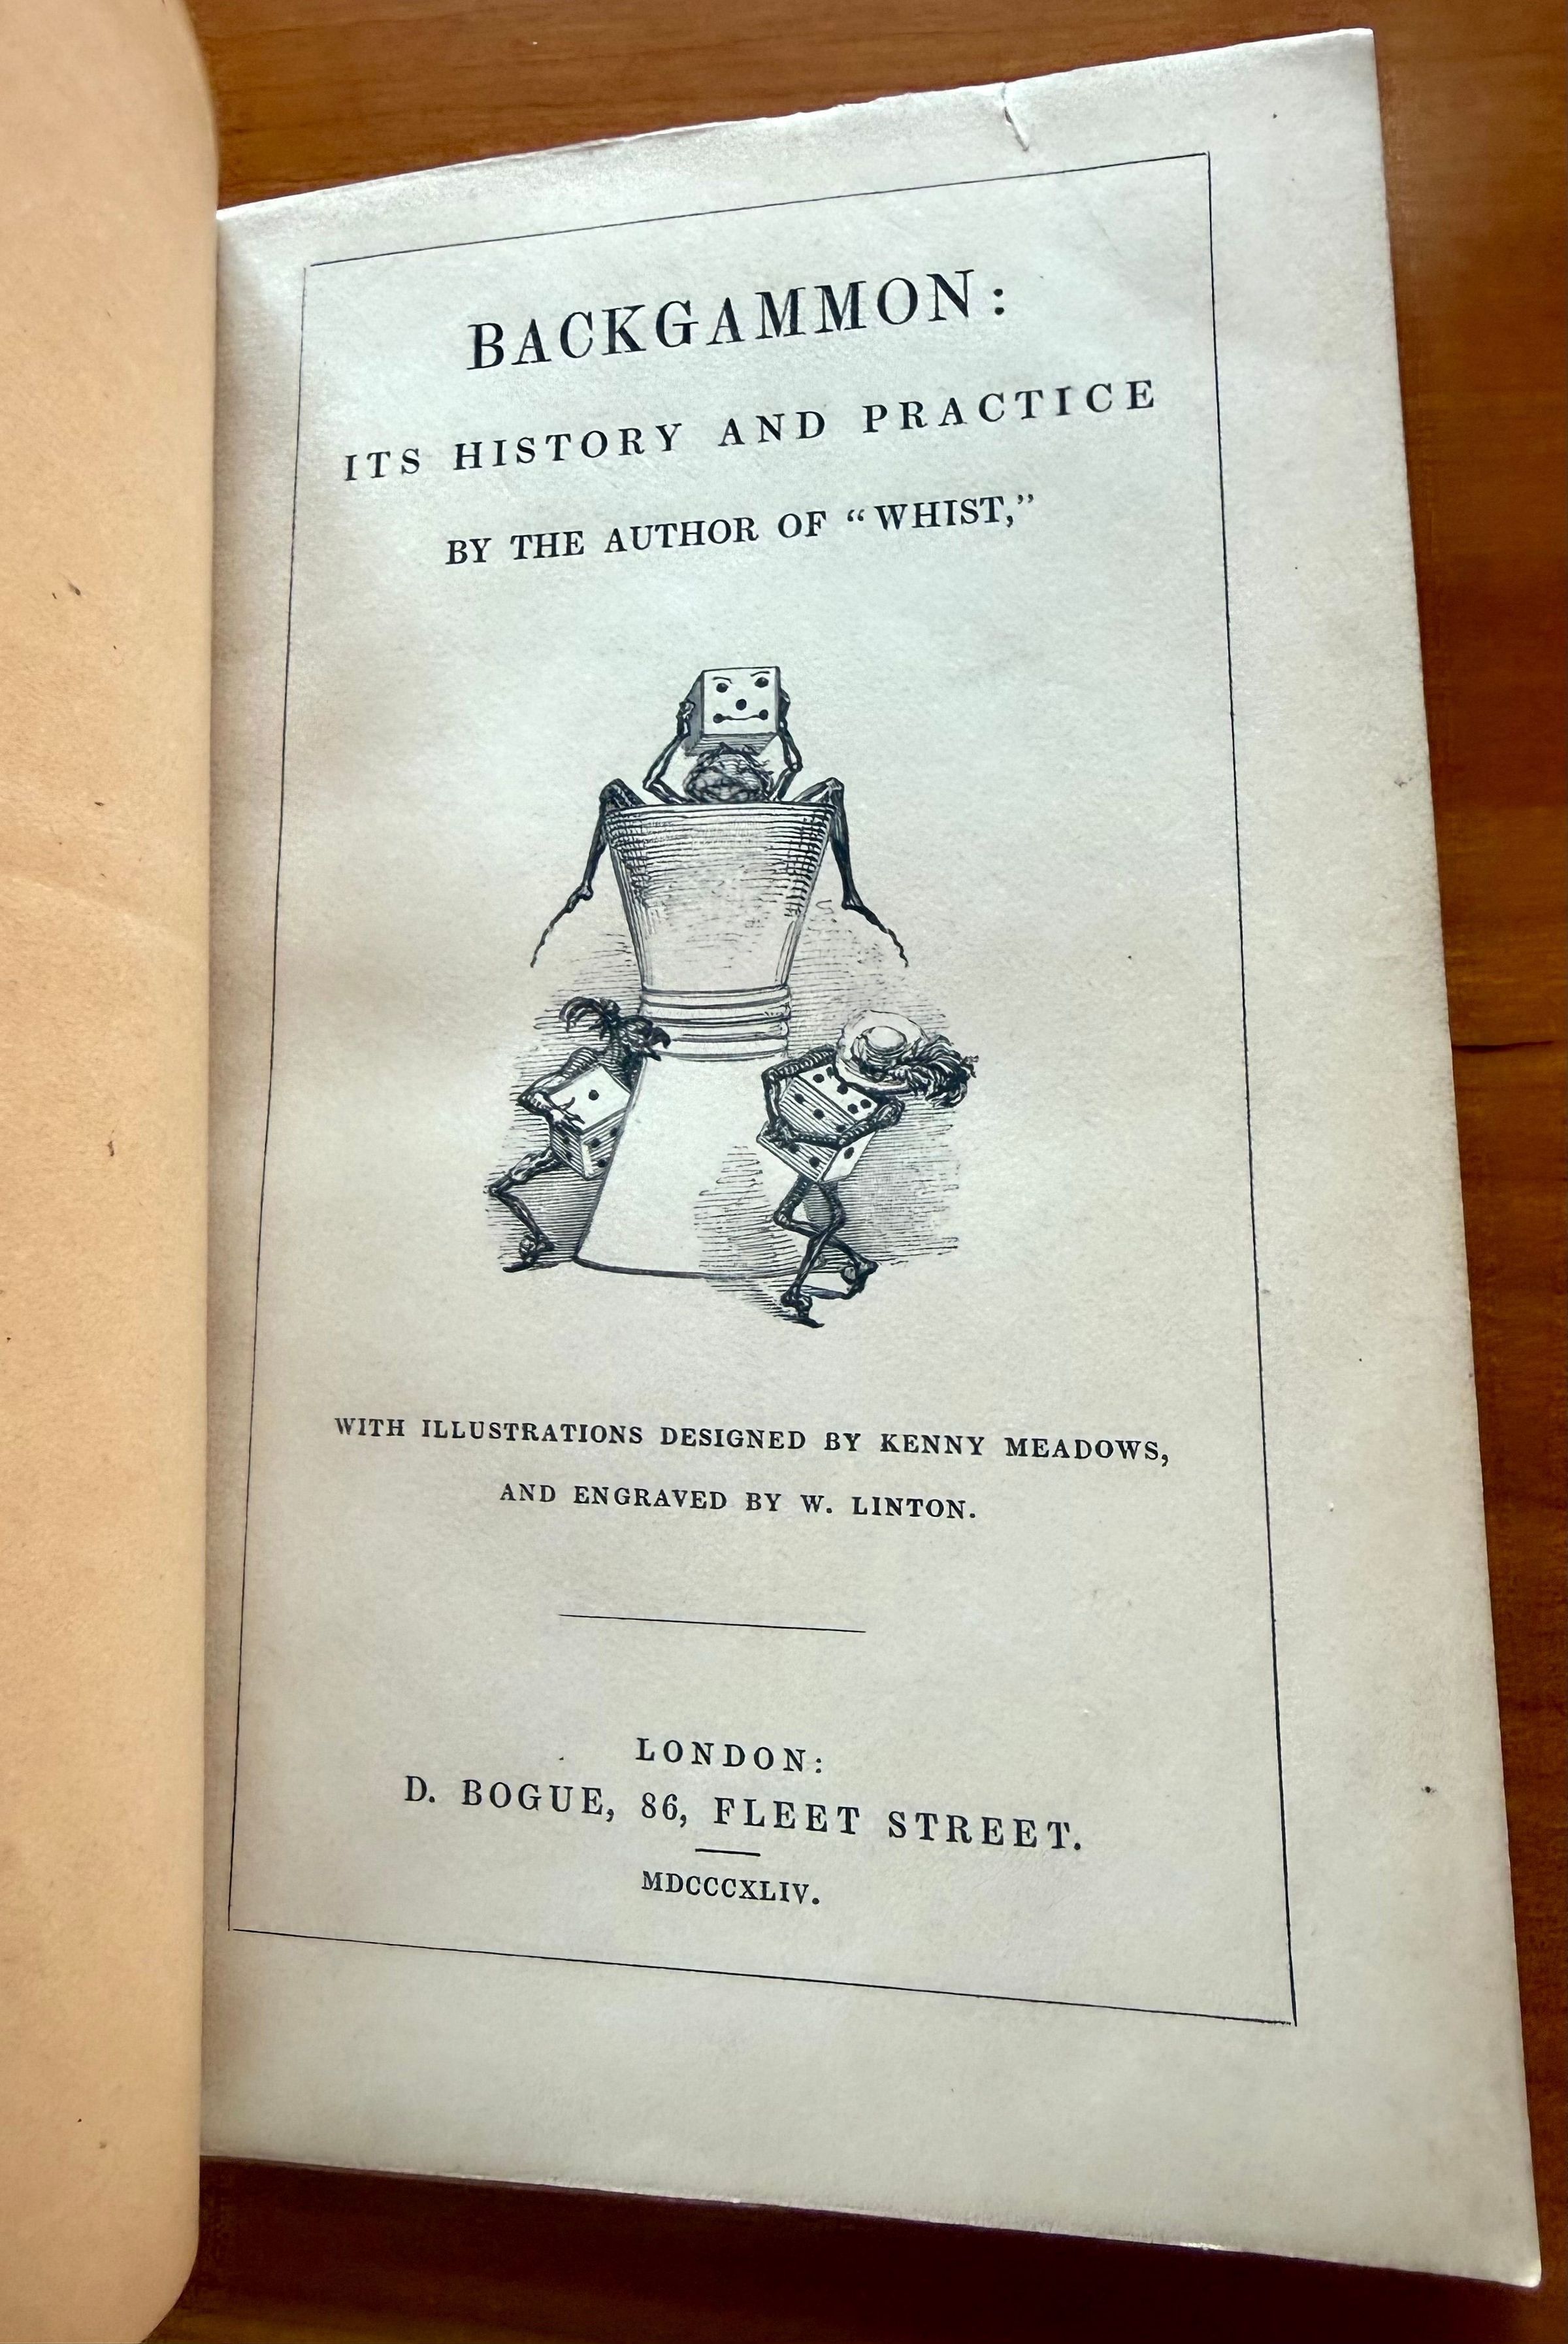 BACKGAMMON:
ITS HISTORY AND PRACTICE
BY THE AUTHOR OF “WHIST,”
WITH ILLUSTRATIONS DESIGNED BY KENNY MEADOWS,
AND ENGRAVED BY W. LINTON.
LONDON:
D. BOGUE, 86, FLEET STREET.
MDCCCXLIV.